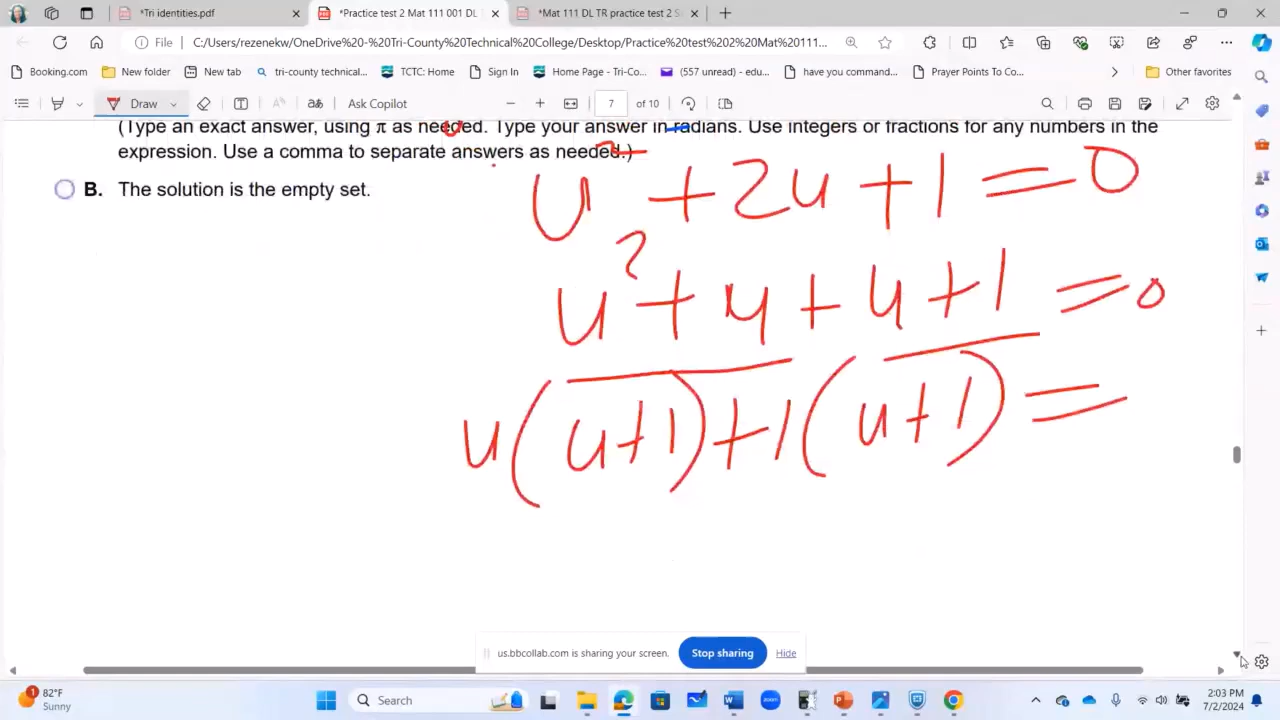 *Tri identities.pdf
*Practice test 2 Mat 111 001 DL
*Mat 111 DL TR practice test 2 S
File
C:/Users/rezenekw/OneDrive%20-%20Tri-County%20Technical%20College/Desktop/Practice%20test%202%20Mat%20111...
Booking.com
New folder
New tab
tri-county technical...
TCTC: Home
Sign In
Home Page - Tri-Co...
(557 unread) - edu...
have you command...
Prayer Points To Co...
Other favorites
Draw
Ask Copilot
7 of 10
(Type an exact answer, using π as needed. Type your answer in radians. Use integers or fractions for any numbers in the
expression. Use a comma to separate answers as needed.)
B. The solution is the empty set.
u² + 2u + 1 = 0
u² + u + u + 1 = 0
u(u+1) + 1(u+1) =
us.bbcollab.com is sharing your screen.
Stop sharing
Hide
1
82°F
Sunny
Search
2:03 PM
7/2/2024